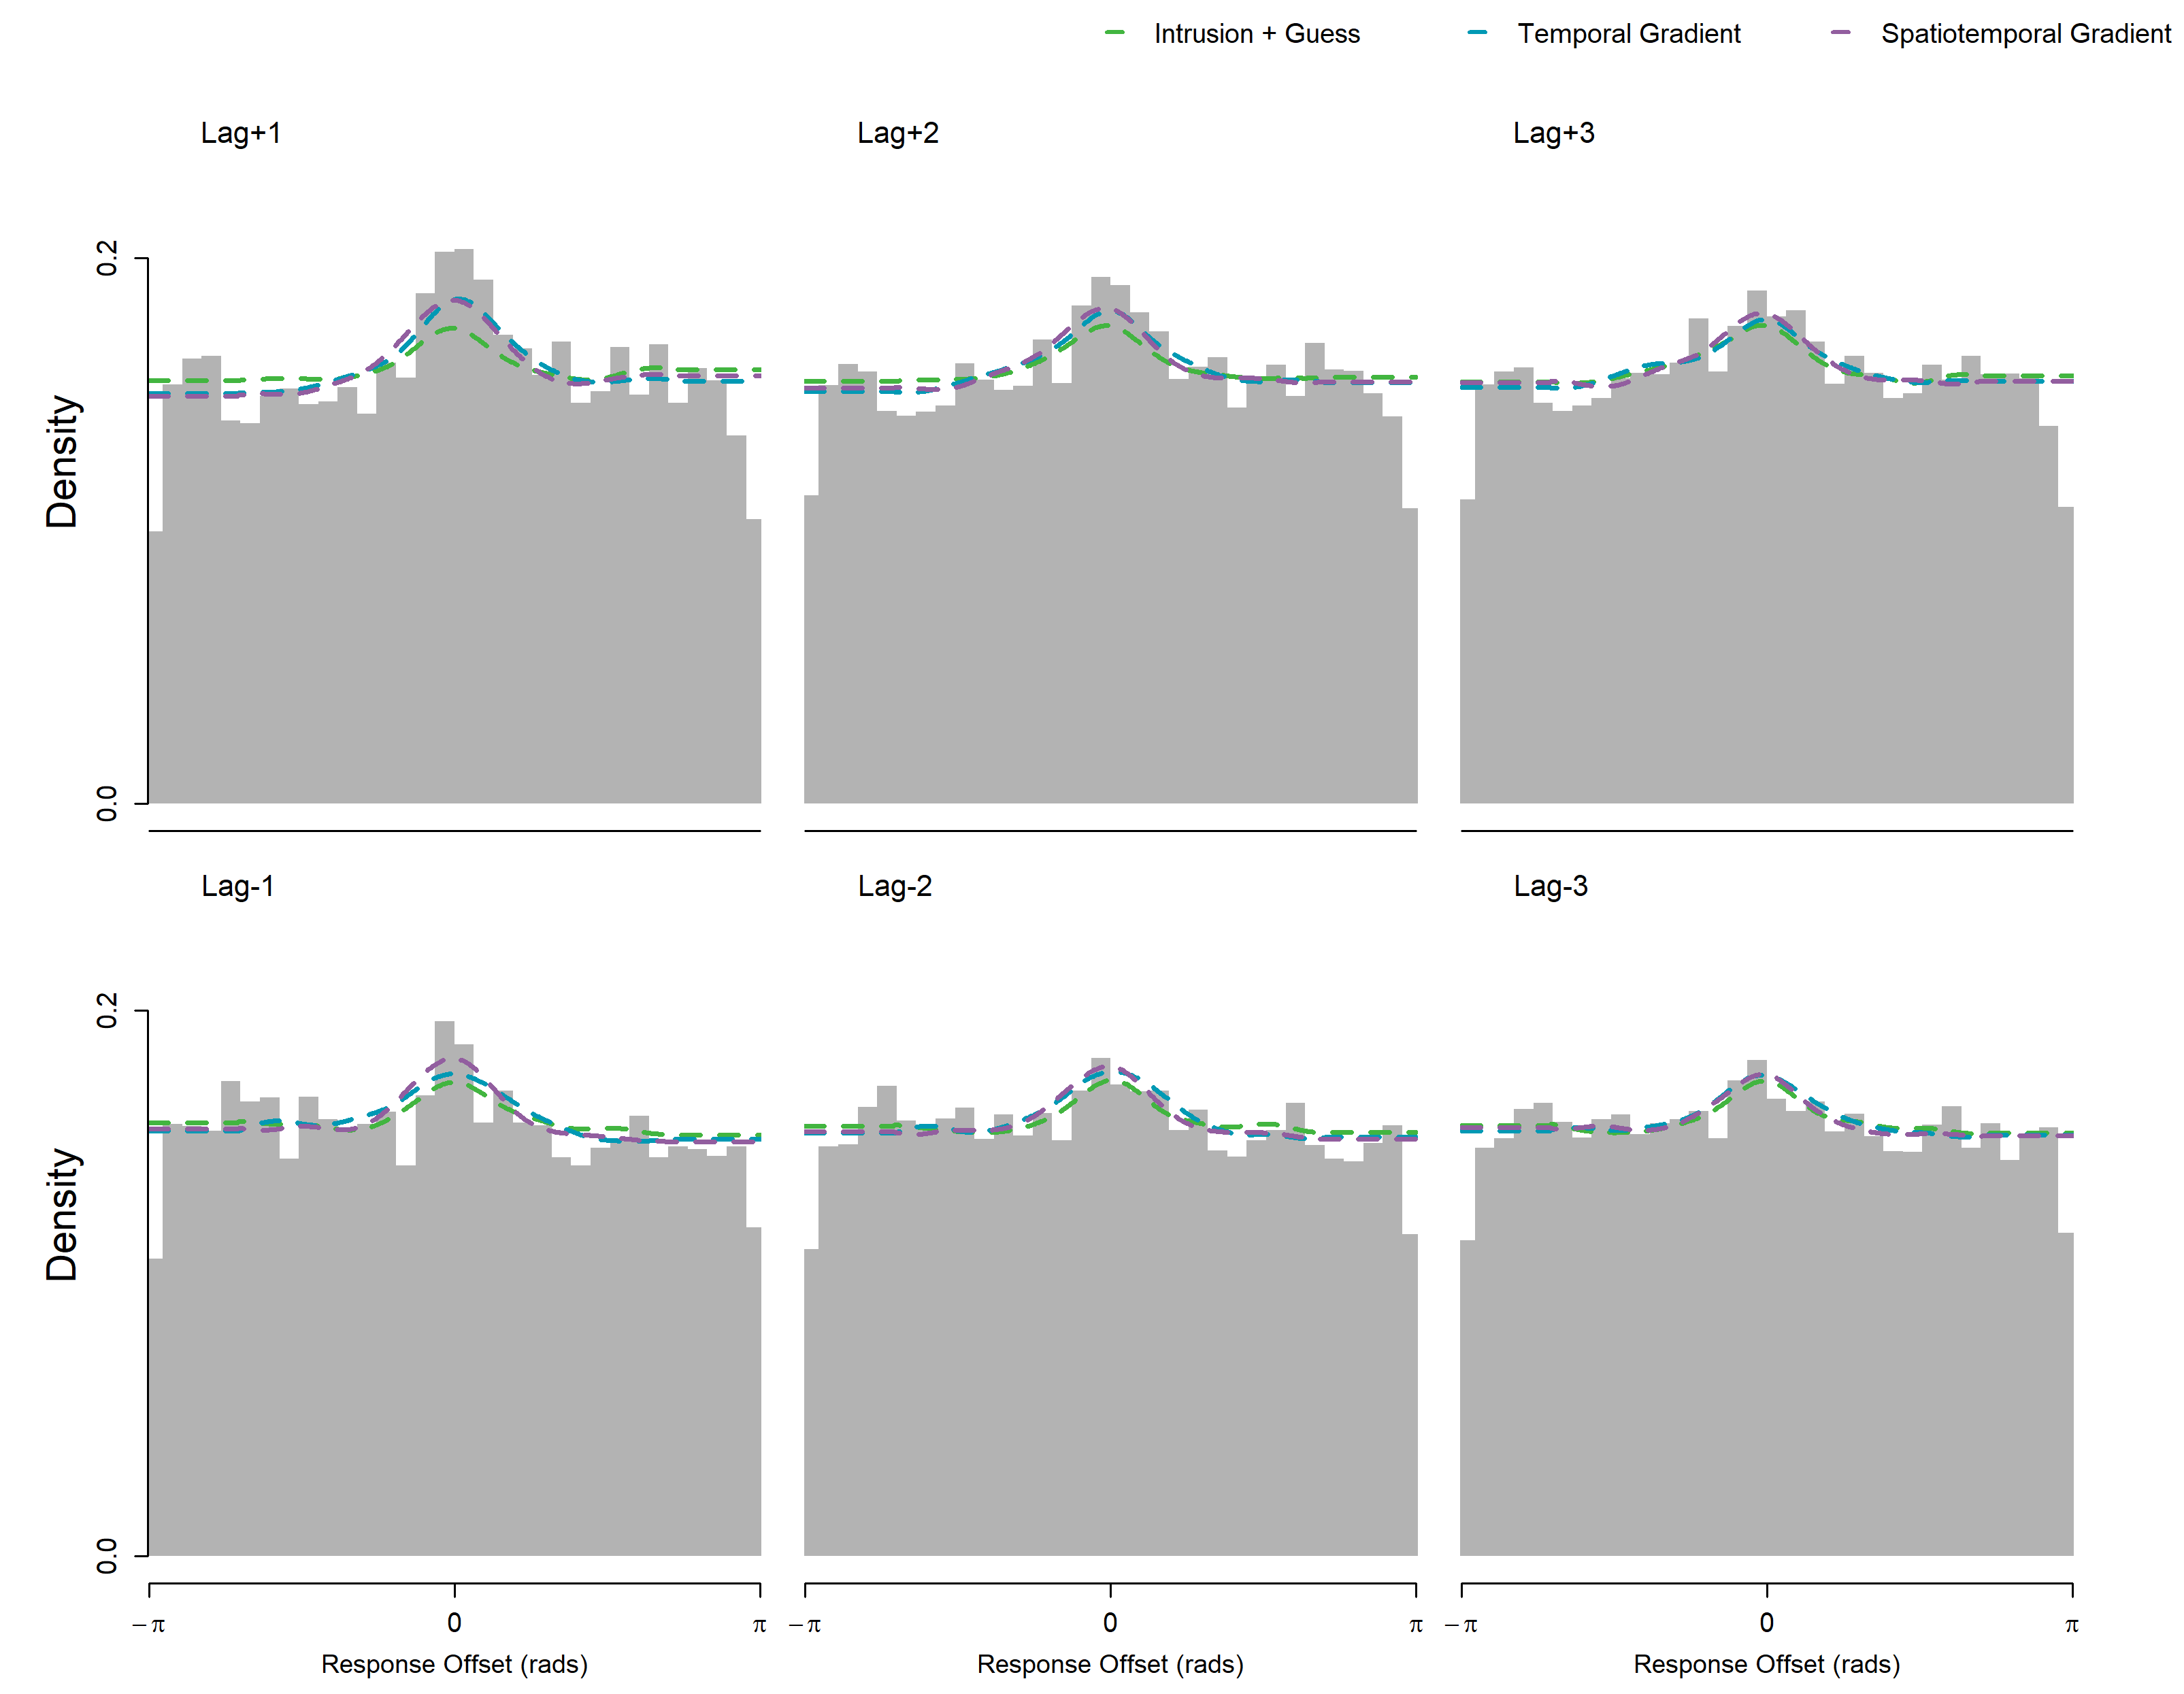 Intrusion + Guess Temporal Gradient Spatiotemporal Gradient
Lag+1 Lag+2 Lag+3
0.2
Density
0.0
Lag-1 Lag-2 Lag-3
0.2
Density
0.0
−π 0 π −π 0 π −π 0 π
Response Offset (rads) Response Offset (rads) Response Offset (rads)